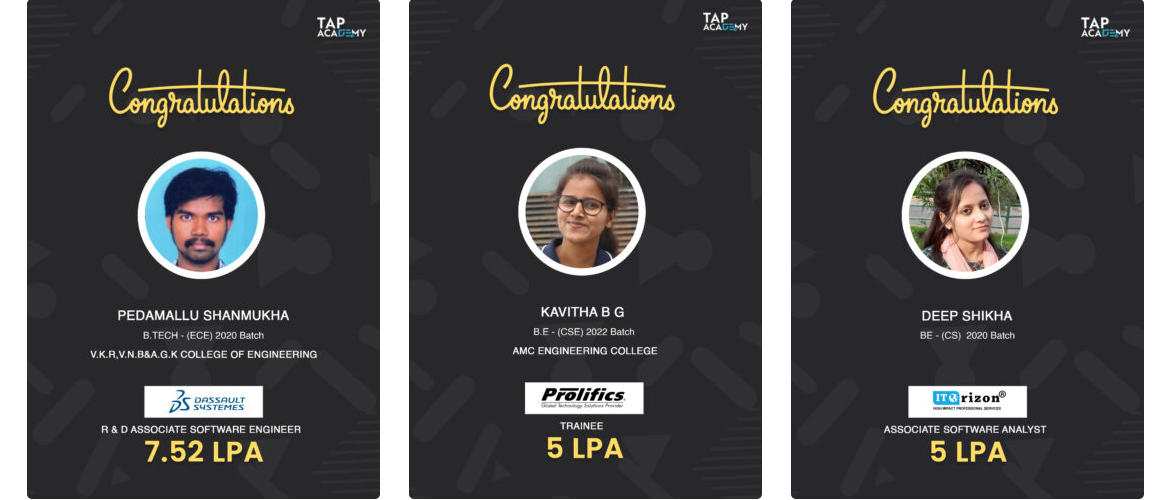 TAP
ACADEMY
Congratulations
PEDAMALLU SHANMUKHA
B.TECH - (ECE) 2020 Batch
V.K.R,V.N.B&A.G.K COLLEGE OF ENGINEERING
DASSAULT
SYSTEMES
R & D ASSOCIATE SOFTWARE ENGINEER
7.52 LPA
TAP
ACADEMY
Congratulations
KAVITHA B G
B.E - (CSE) 2022 Batch
AMC ENGINEERING COLLEGE
Prolifics
Global Technology Solutions Provider
TRAINEE
5 LPA
TAP
ACADEMY
Congratulations
DEEP SHIKHA
BE - (CS) 2020 Batch
ITOrizon®
HIGH IMPACT PROFESSIONAL SERVICES
ASSOCIATE SOFTWARE ANALYST
5 LPA